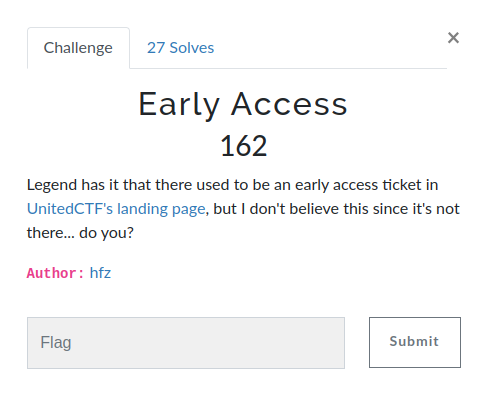 Challenge
27 Solves
×
Early Access
162
Legend has it that there used to be an early access ticket in
UnitedCTF's landing page, but I don't believe this since it's not
there... do you?
Author: hfz
Flag
Submit